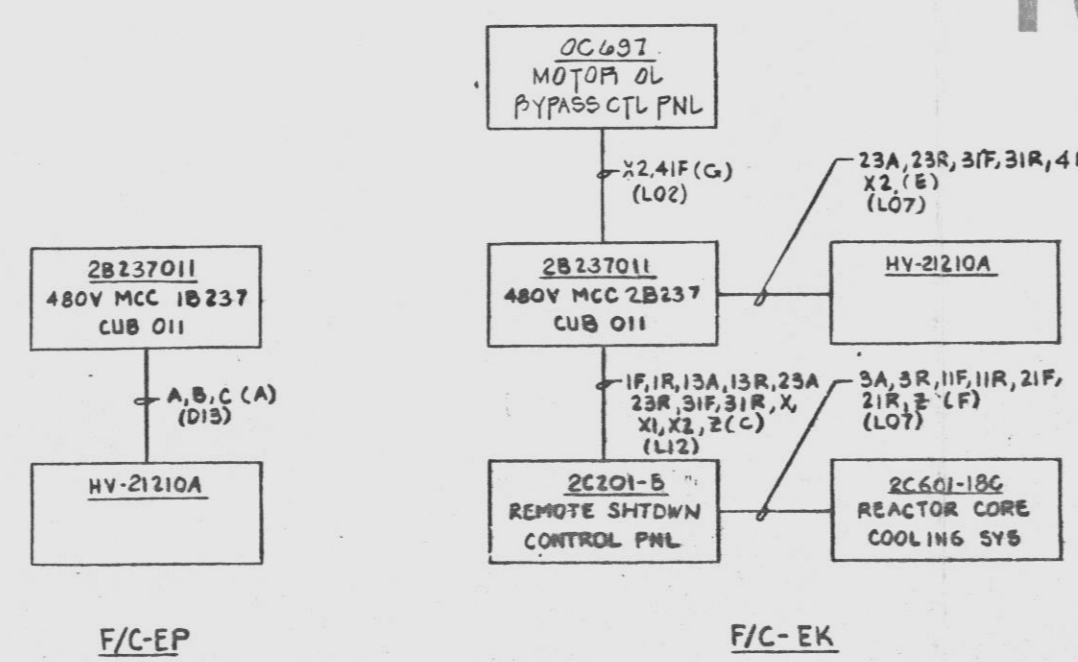 0C697
MOTOR OL
BYPASS CTL PNL
X2,41F (G)
(L02)
23A, 23R, 31F, 31R, 41
X2, (E)
(L07)
2B237011
480V MCC 1B237
CUB 011
2B237011
480V MCC 2B237
CUB 011
HV-21210A
A, B, C (A)
(D13)
1F, 1R, 13A, 13R, 23A
23R, 31F, 31R, X,
X1, X2, Z (C)
(L12)
3A, 3R, 11F, 11R, 21F,
21R, Z (F)
(L07)
HV-21210A
2C201-B
REMOTE SHTDWN
CONTROL PNL
2C601-18G
REACTOR CORE
COOLING SYS
F/C-EP
F/C-EK